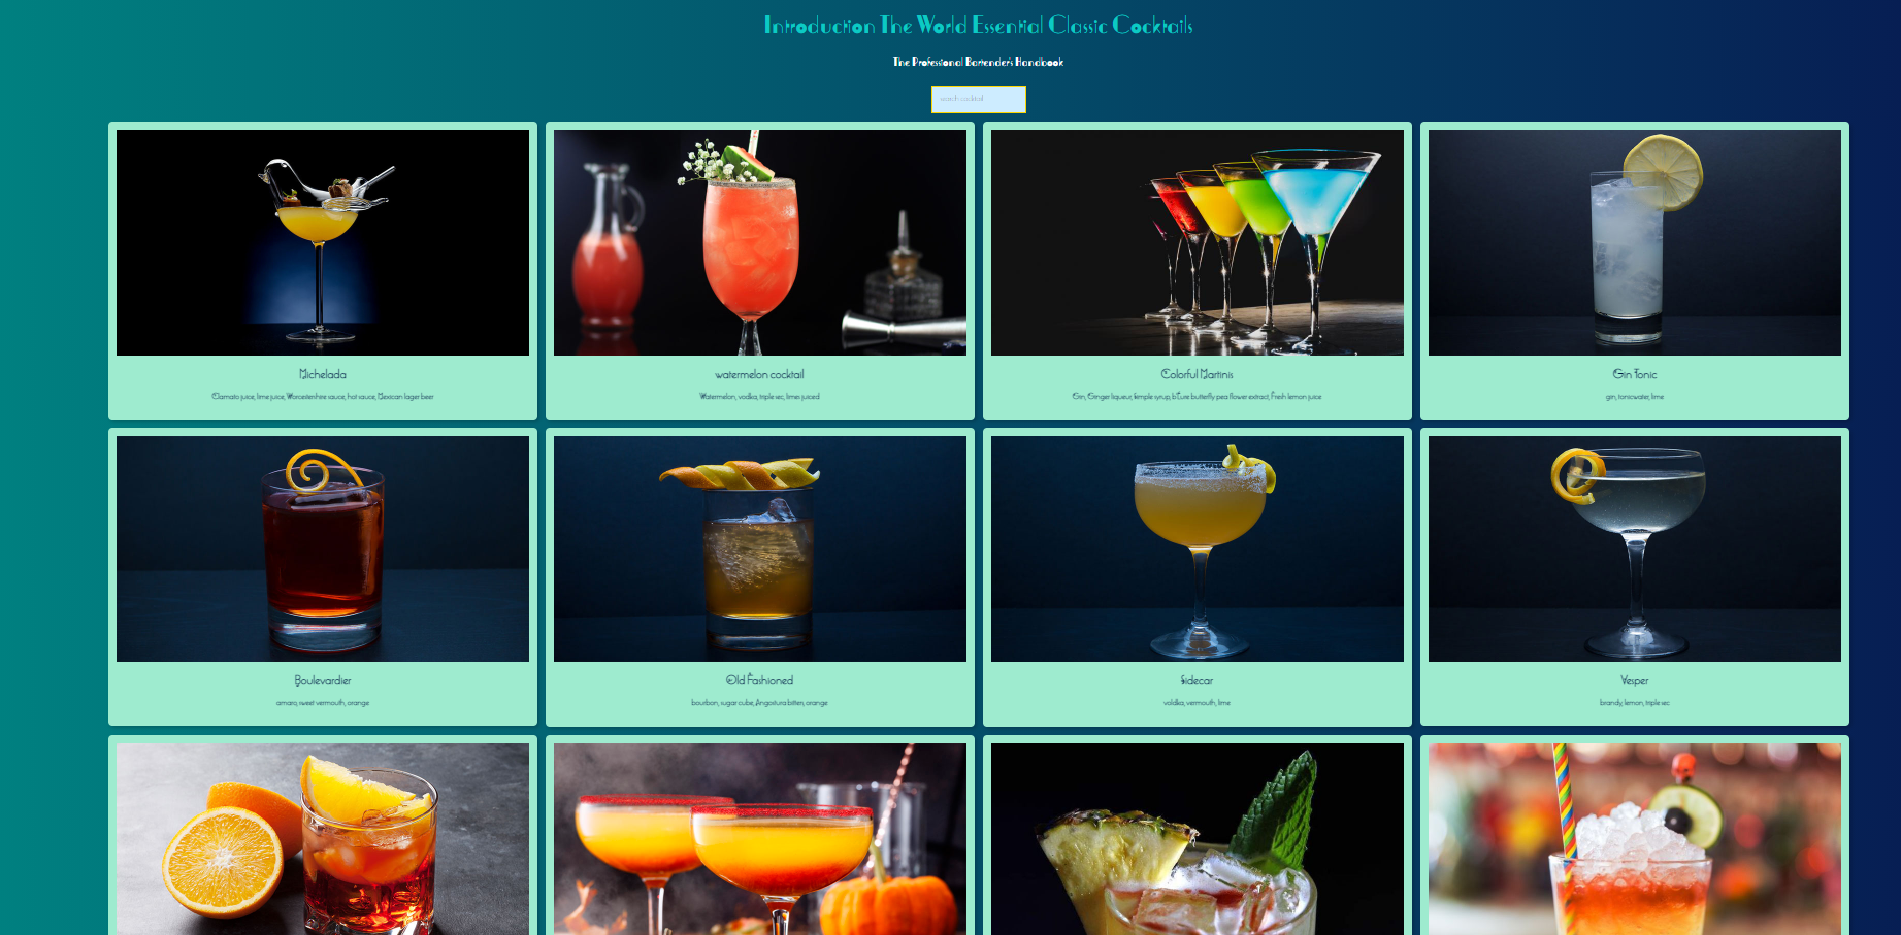 Introduction The World Essential Classic Cocktails
The Professional Bartender's Handbook
search cocktail
Michelada
Clamato juice, lime juice, Worcestershire sauce, hot sauce, Mexican lager beer
watermelon cocktaill
Watermelon, vodka, triple sec, limes juiced
Colorful Martinis
Gin, Ginger liqueur, Simple syrup, b'Lure butterfly pea flower extract, Fresh lemon juice
Gin Tonic
gin, tonicwater, lime
Boulevardier
amaro, sweet vermouth, orange
Old Fashioned
bourbon, sugar cube, Angostura bitters, orange
Sidecar
voldka, vermouth, lime
Vesper
brandy, lemon, triple sec